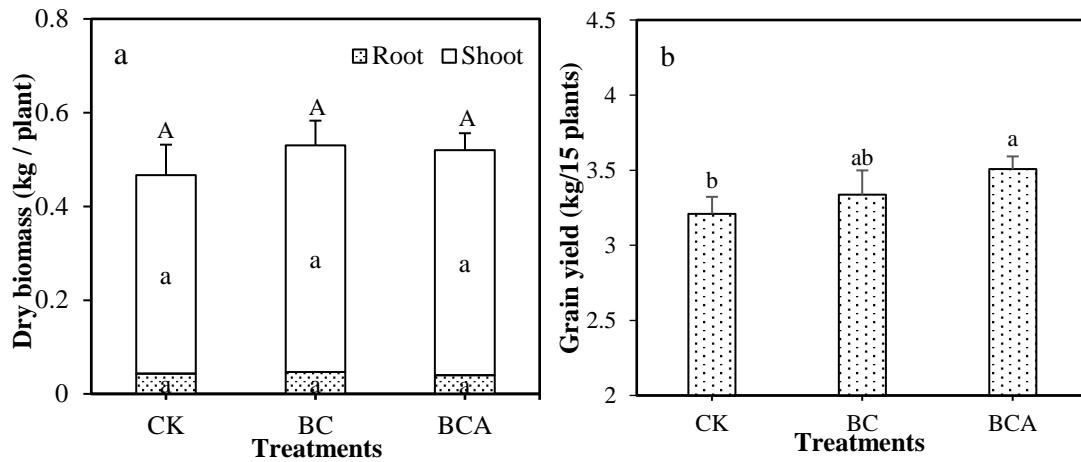 a
Root Shoot
Dry biomass (kg / plant)
0.8
0.6
0.4
0.2
0
A A A
a a a
a a a
CK BC BCA
Treatments
b
Grain yield (kg/15 plants)
4.5
4
3.5
3
2.5
2
b ab a
CK BC BCA
Treatments